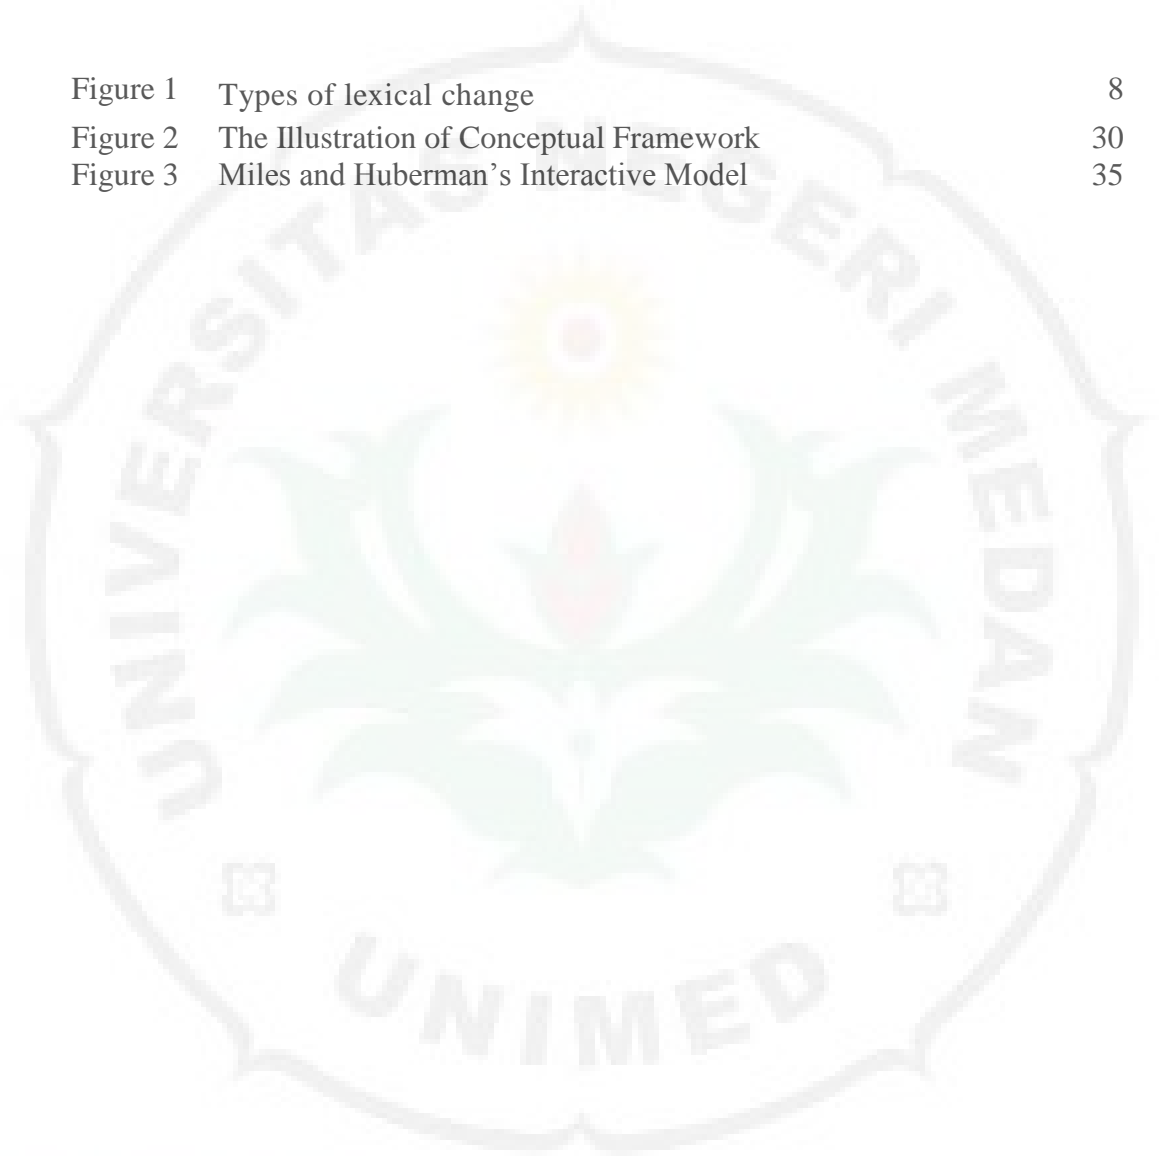 Figure 1 Types of lexical change 8
Figure 2 The Illustration of Conceptual Framework 30
Figure 3 Miles and Huberman’s Interactive Model 35
UNIVERSITAS NEGERI MEDAN
UNIMED